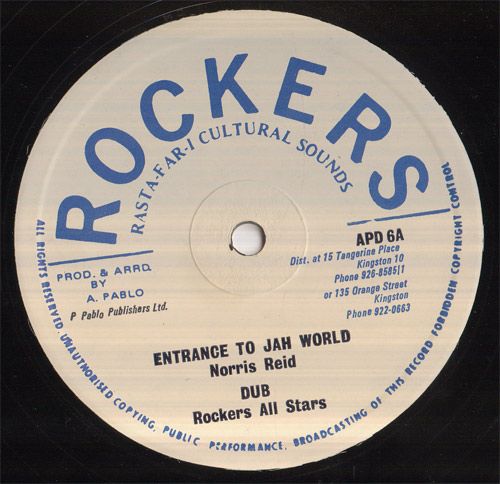 ROCKERS
RASTA-FAR-I CULTURAL SOUNDS
PROD. & ARRD.
BY
A. PABLO
P Pablo Publishers Ltd.
APD 6A
Dist. at 15 Tangerine Place
Kingston 10
Phone 926-8585|1
or 135 Orange Street
Kingston
Phone 922-0663
ENTRANCE TO JAH WORLD
Norris Reid
DUB
Rockers All Stars
ALL RIGHTS RESERVED. UNAUTHORISED COPYING, PUBLIC PERFORMANCE, BROADCASTING OF THIS RECORD FORBIDDEN COPYRIGHT CONTROL